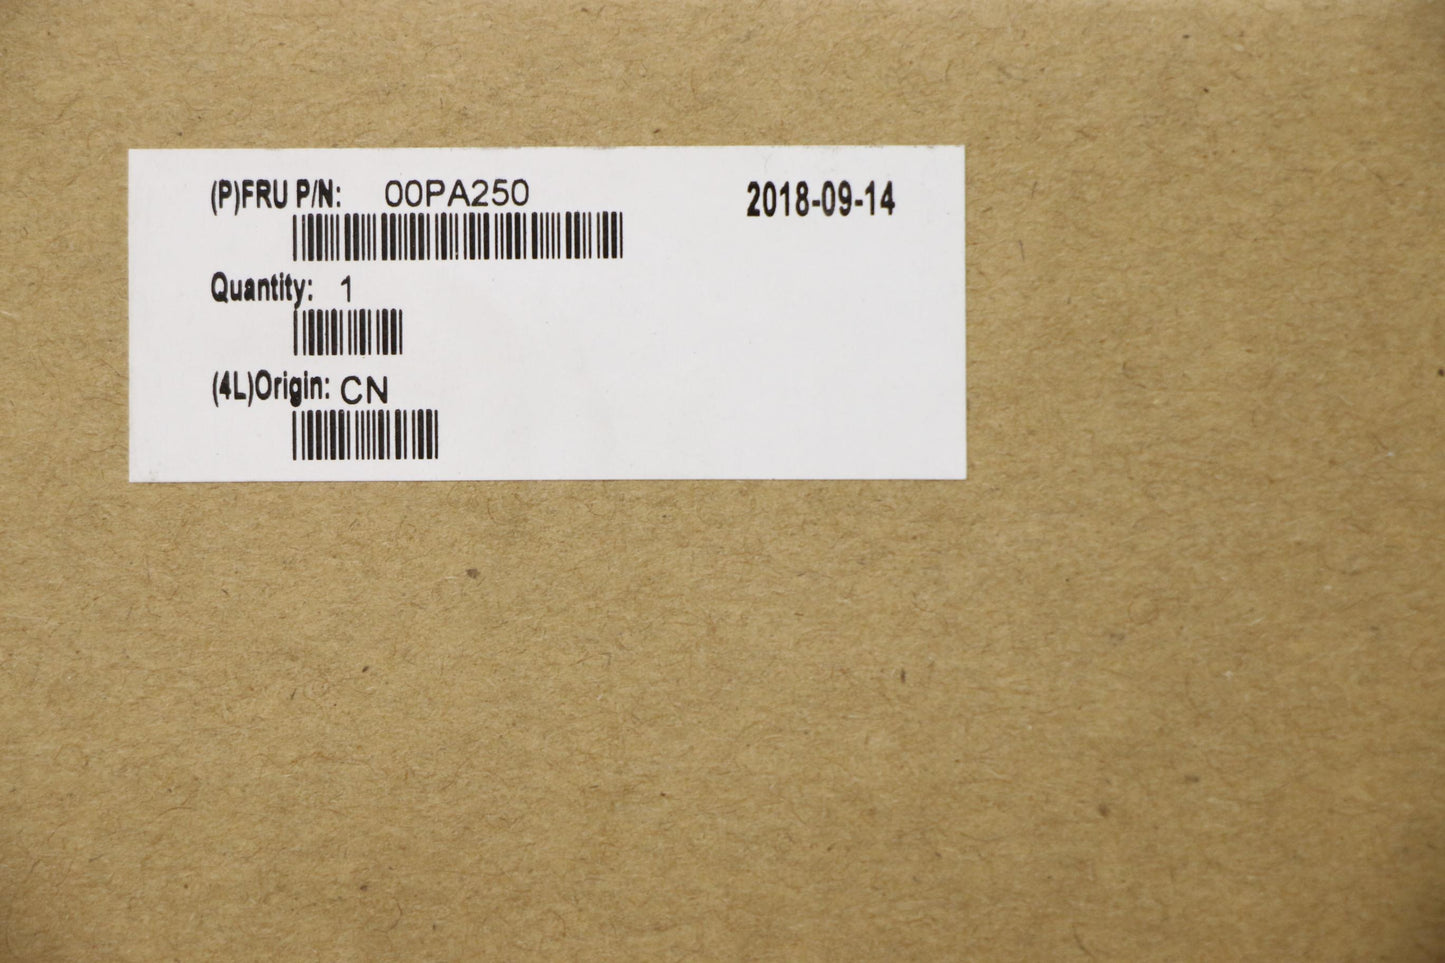 (P)FRU P/N: 00PA250 2018-09-14
Quantity: 1
(4L)Origin: CN